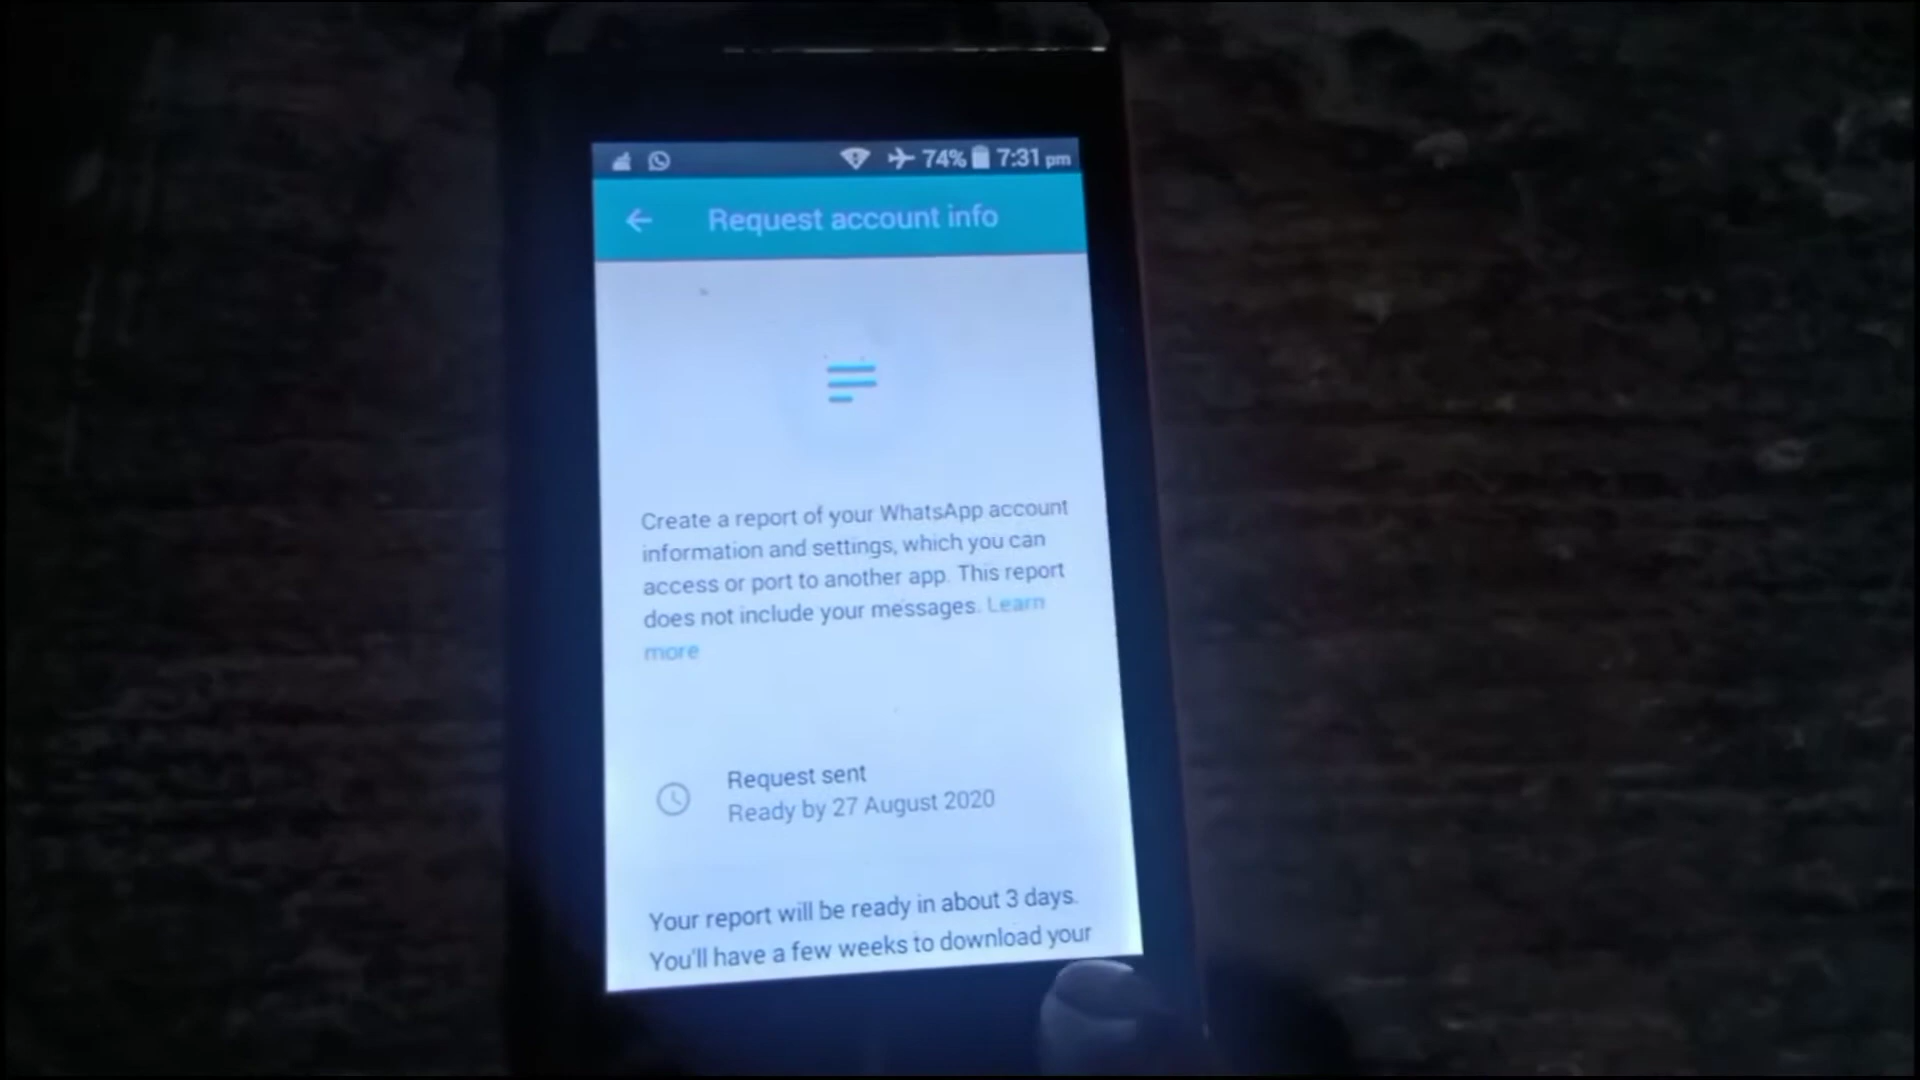 74% 7:31 pm
Request account info
Create a report of your WhatsApp account
information and settings, which you can
access or port to another app. This report
does not include your messages. Learn
more
Request sent
Ready by 27 August 2020
Your report will be ready in about 3 days.
You'll have a few weeks to download your